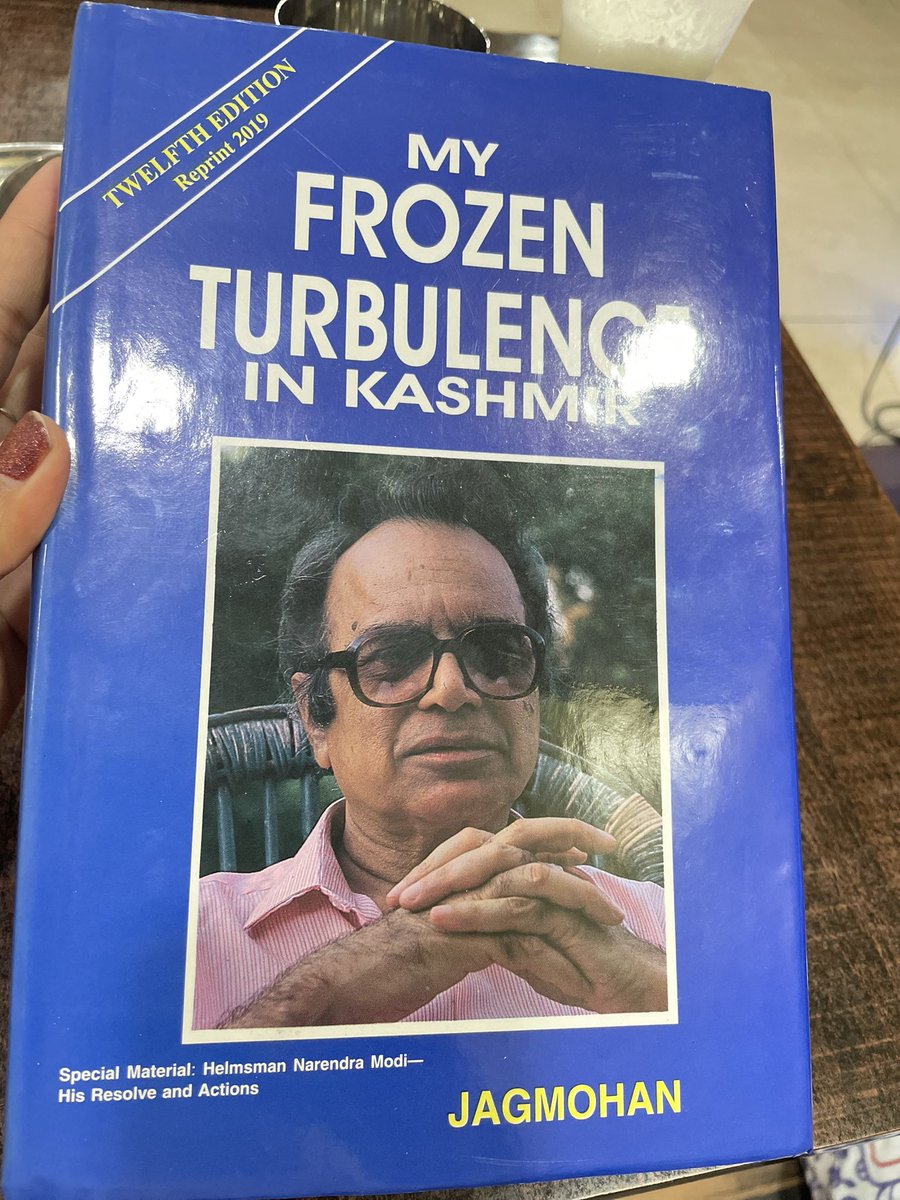 TWELFTH EDITION
Reprint 2019
MY
FROZEN
TURBULENCE
IN KASHMIR
Special Material: Helmsman Narendra Modi—
His Resolve and Actions
JAGMOHAN